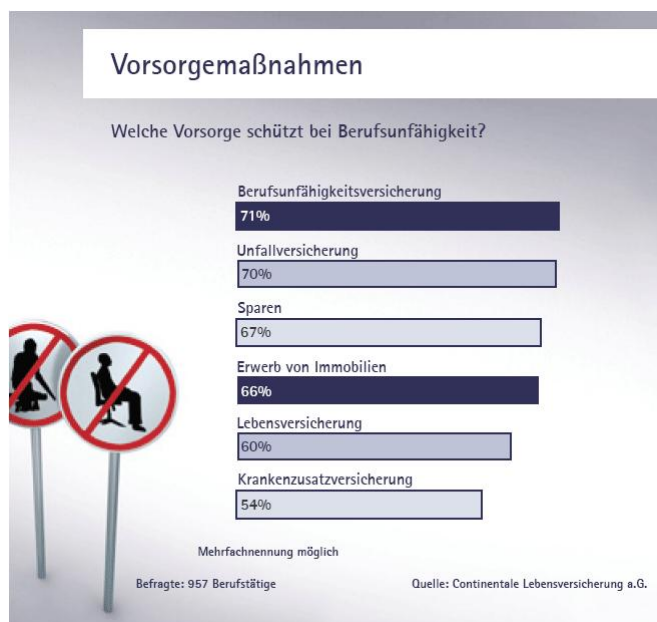 Vorsorgemaßnahmen
Welche Vorsorge schützt bei Berufsunfähigkeit?
Berufsunfähigkeitsversicherung
71%
Unfallversicherung
70%
Sparen
67%
Erwerb von Immobilien
66%
Lebensversicherung
60%
Krankenzusatzversicherung
54%
Mehrfachnennung möglich
Befragte: 957 Berufstätige
Quelle: Continentale Lebensversicherung a.G.